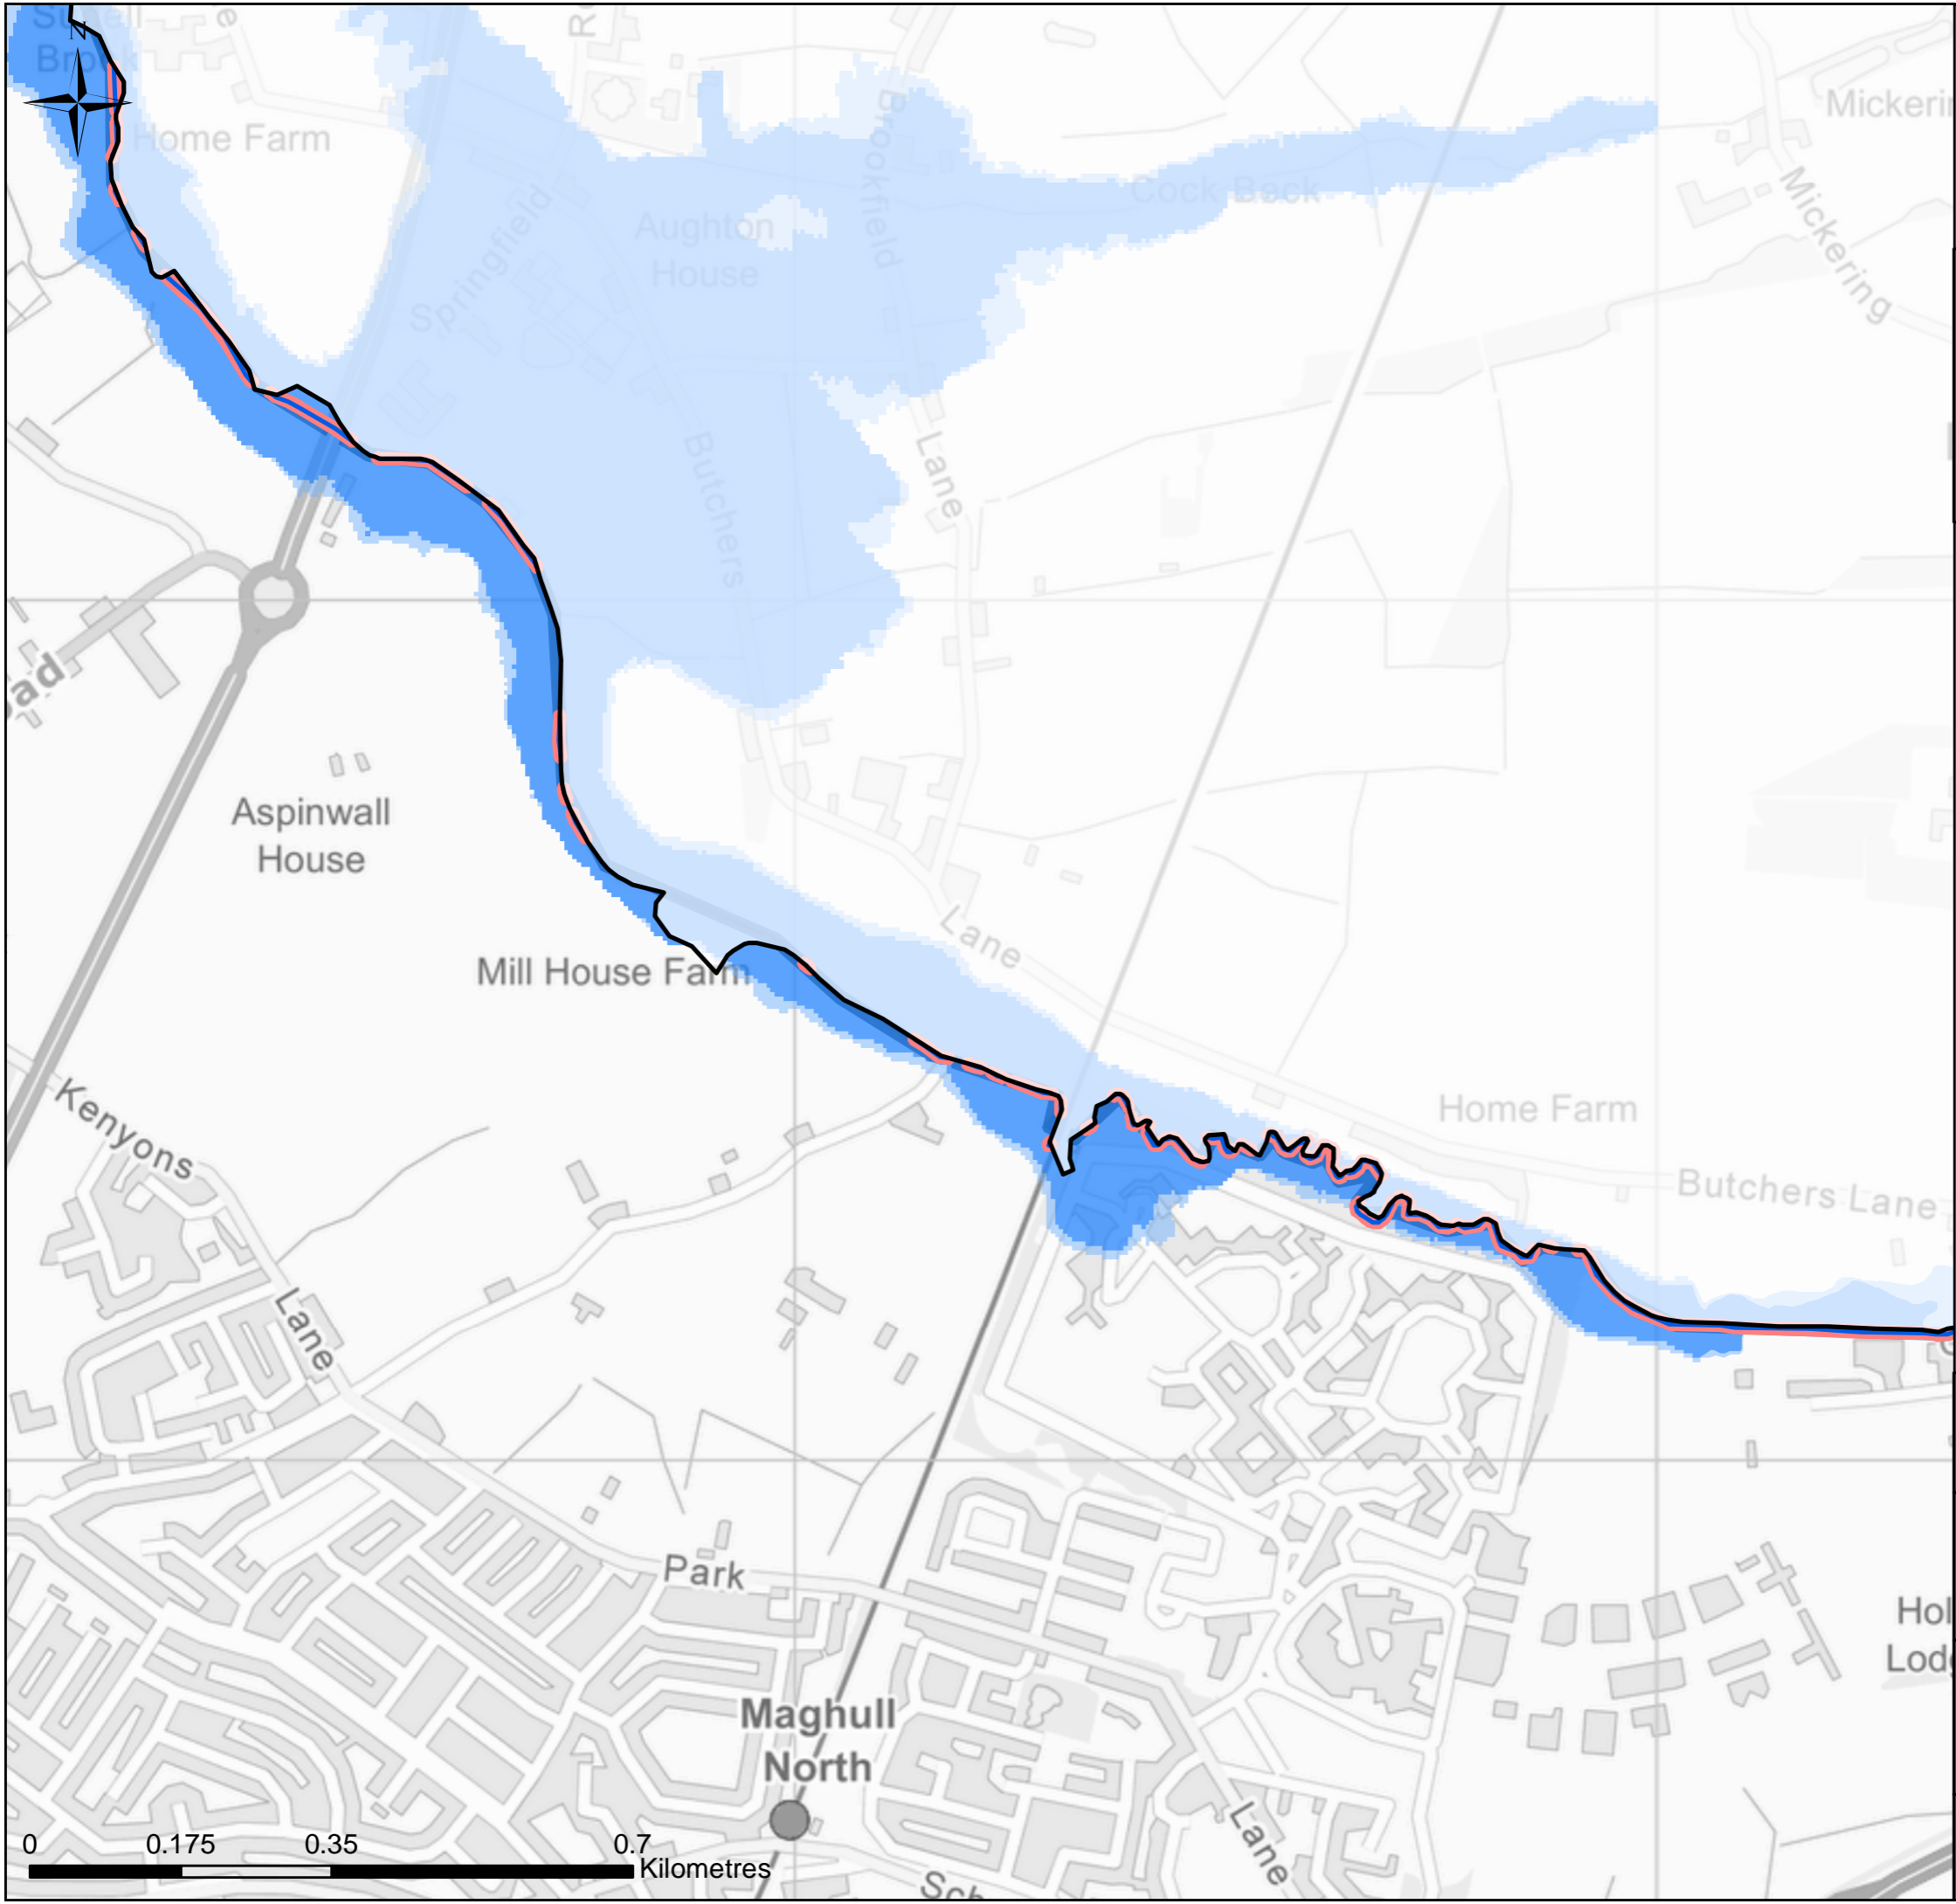 N
Home Farm
Mickering
Cock Beck
Aughton
House
Brookfield
Springfield
Butchers
Lane
Aspinwall
House
Mill House Farm
Lane
Home Farm
Butchers Lane
Kenyons
Lane
Park
Maghull
North
Lane
0 0.175 0.35 0.7
Kilometres